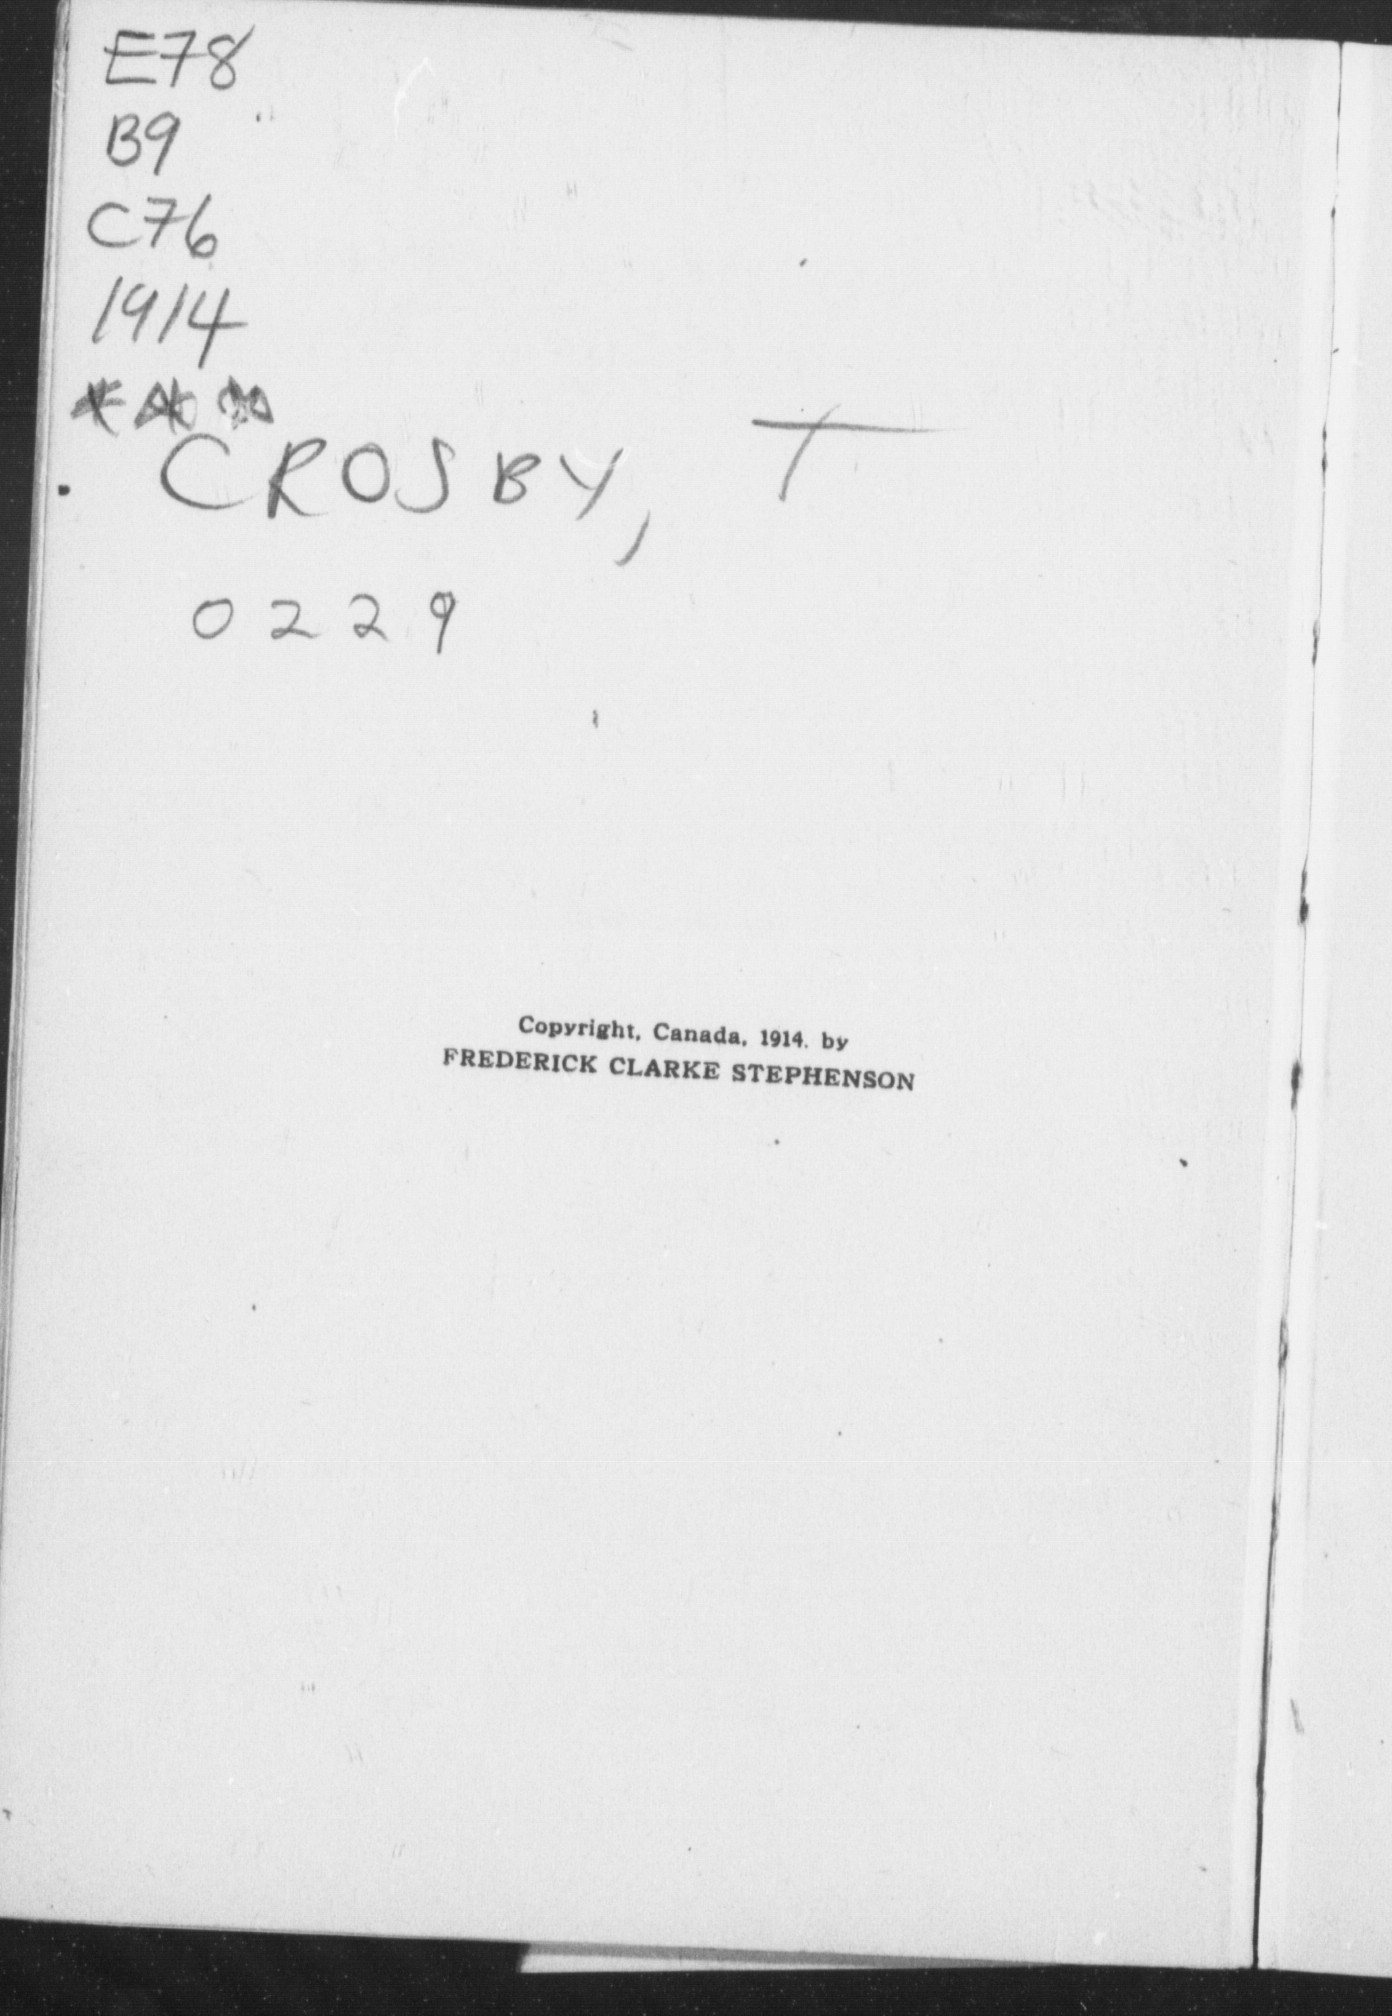 E78
B9
C76
1914
***
CROSBY, T
0229
Copyright, Canada, 1914. by
FREDERICK CLARKE STEPHENSON